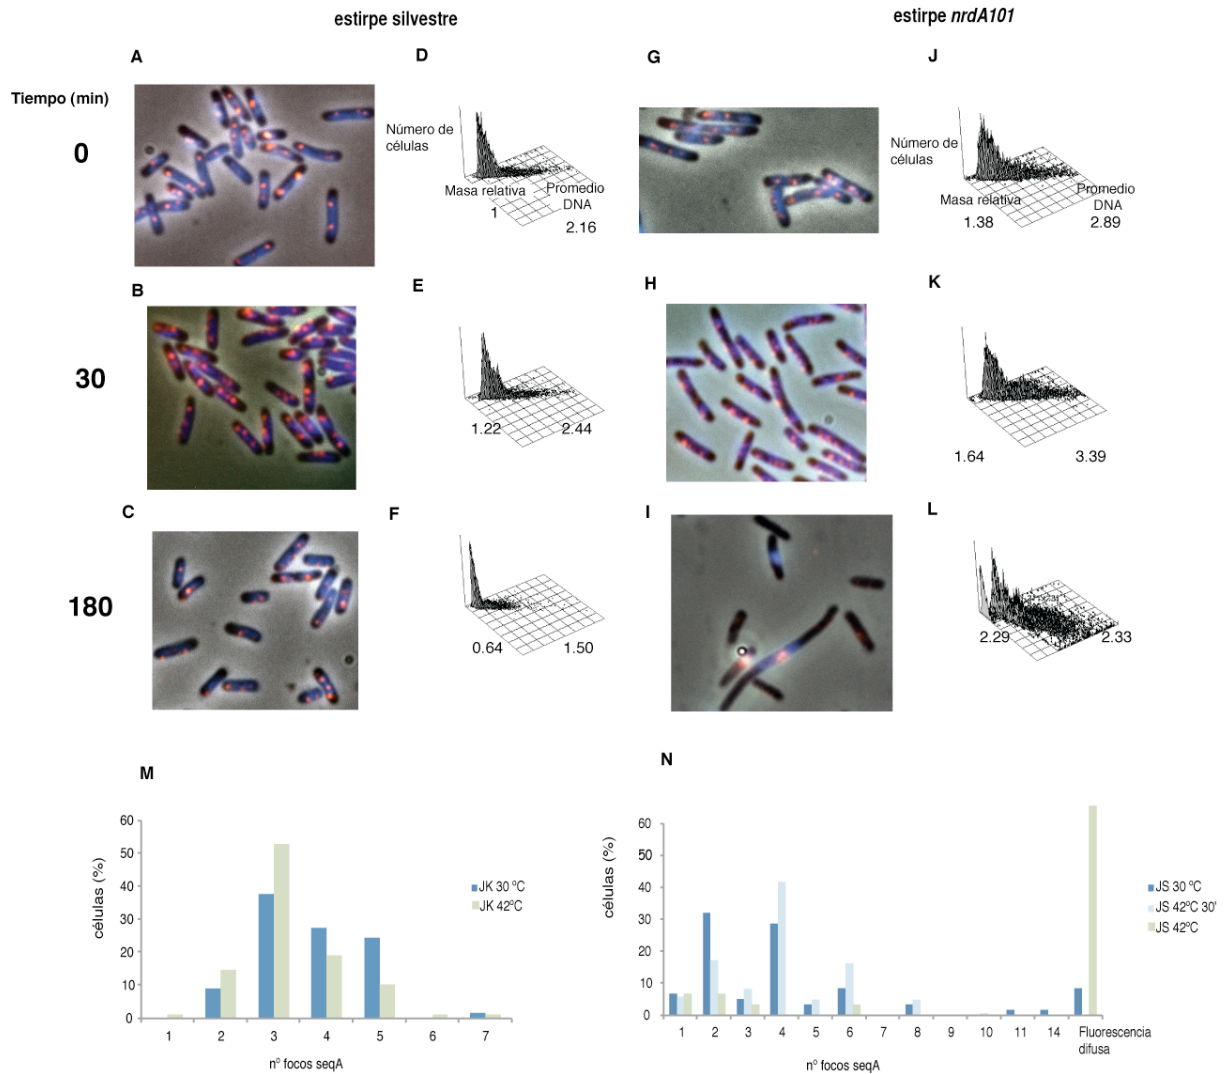 estirpe silvestre
estirpe nrdA101
A
D
G
J
Tiempo (min)
0
Número de
células
Masa relativa
Promedio
DNA
1
2.16
Número de
células
Masa relativa
Promedio
DNA
1.38
2.89
B
E
H
K
30
1.22
2.44
1.64
3.39
C
F
I
L
180
0.64
1.50
2.29
2.33
M
60
50
40
30
20
10
0
células (%)
1 2 3 4 5 6 7
nº focos seqA
JK 30 ºC
JK 42ºC
N
60
50
40
30
20
10
0
células (%)
1 2 3 4 5 6 7 8 9 10 11 14 Fluorescencia
difusa
nº focos seqA
JS 30 ºC
JS 42ºC 30'
JS 42ºC